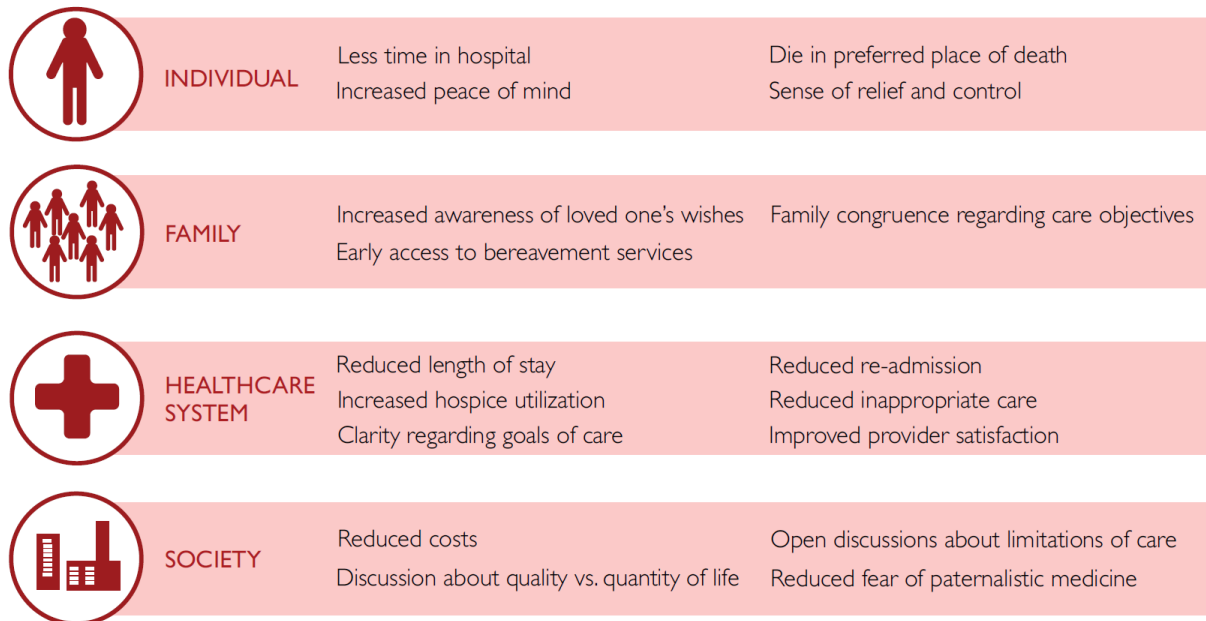 INDIVIDUAL
Less time in hospital
Increased peace of mind
Die in preferred place of death
Sense of relief and control
FAMILY
Increased awareness of loved one’s wishes
Early access to bereavement services
Family congruence regarding care objectives
HEALTHCARE
SYSTEM
Reduced length of stay
Increased hospice utilization
Clarity regarding goals of care
Reduced re-admission
Reduced inappropriate care
Improved provider satisfaction
SOCIETY
Reduced costs
Discussion about quality vs. quantity of life
Open discussions about limitations of care
Reduced fear of paternalistic medicine